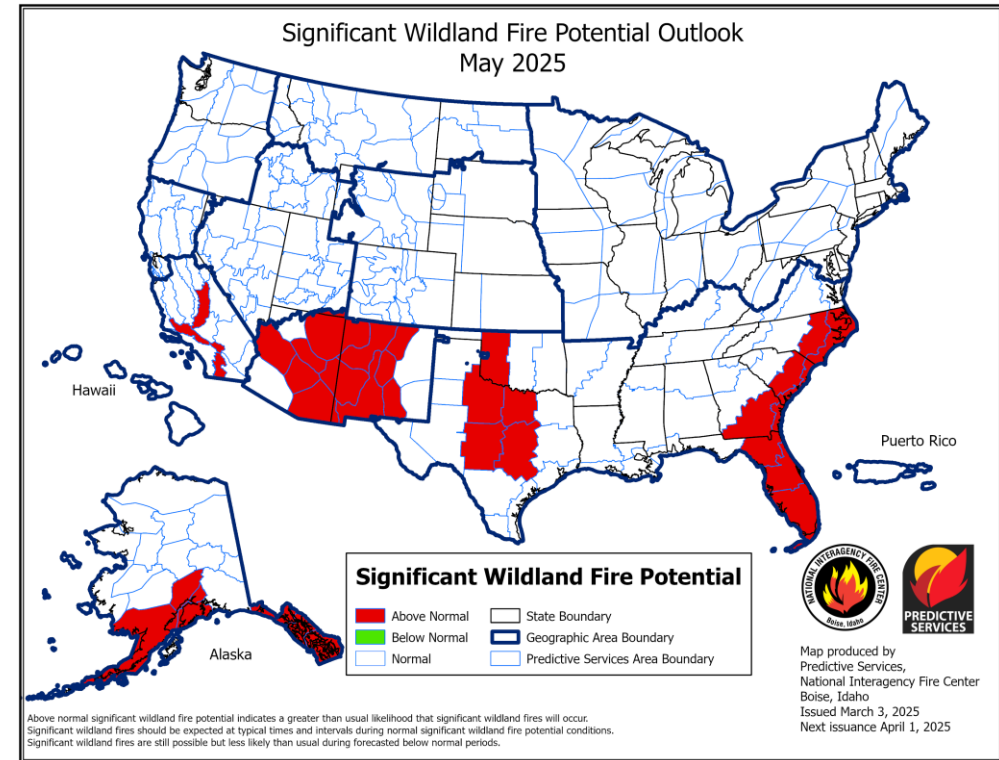 Significant Wildland Fire Potential Outlook
May 2025
Hawaii
Puerto Rico
Alaska
Significant Wildland Fire Potential
Above Normal
Below Normal
Normal
State Boundary
Geographic Area Boundary
Predictive Services Area Boundary
NATIONAL INTERAGENCY FIRE CENTER
Boise, Idaho
PREDICTIVE
SERVICES
Map produced by
Predictive Services,
National Interagency Fire Center
Boise, Idaho
Issued March 3, 2025
Next issuance April 1, 2025
Above normal significant wildland fire potential indicates a greater than usual likelihood that significant wildland fires will occur.
Significant wildland fires should be expected at typical times and intervals during normal significant wildland fire potential conditions.
Significant wildland fires are still possible but less likely than usual during forecasted below normal periods.